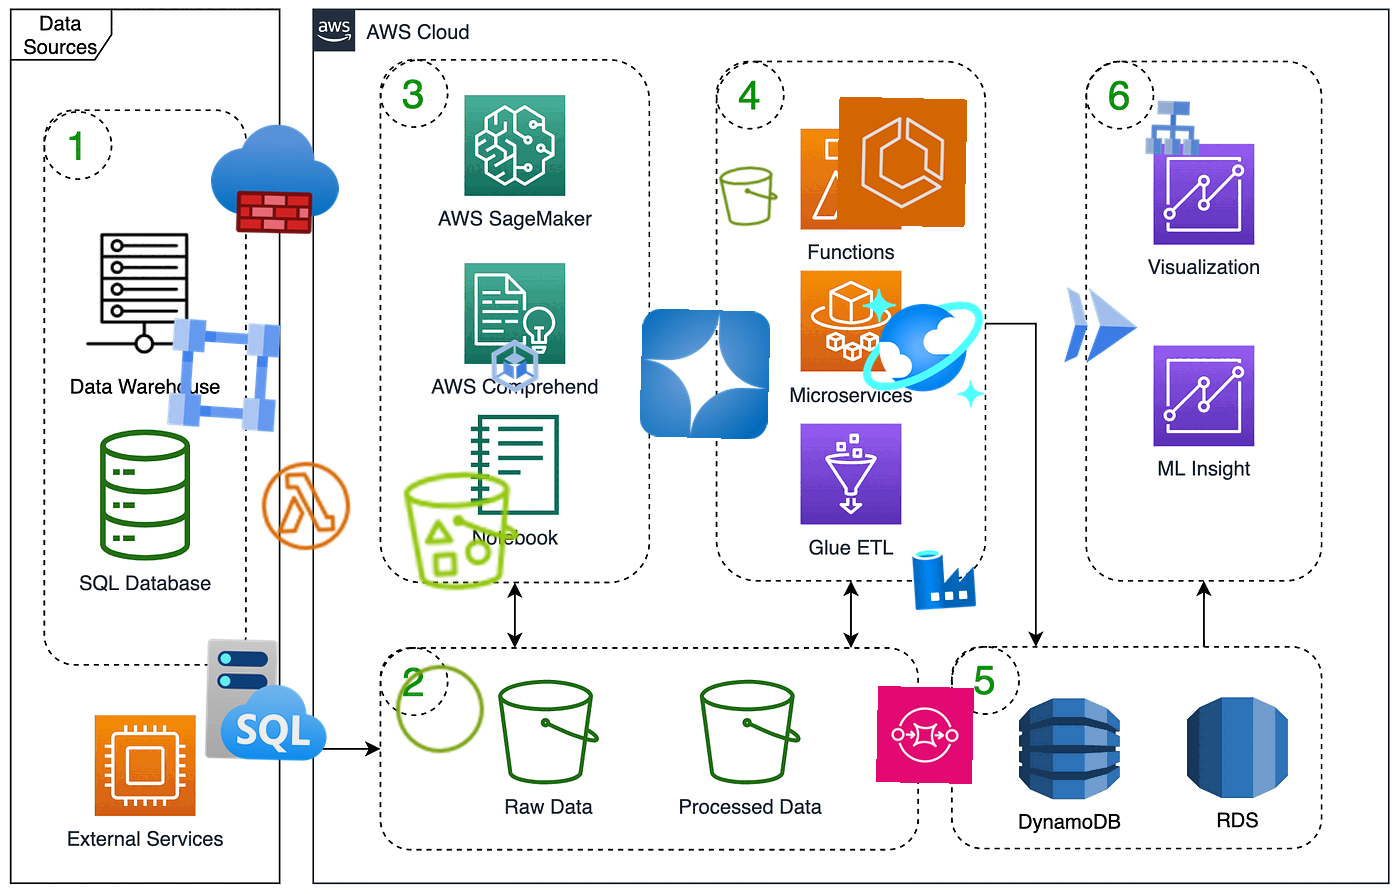 Data
Sources
aws
AWS Cloud
1
Data Warehouse
SQL Database
SQL
External Services
3
AWS SageMaker
AWS Comprehend
Notebook
4
Functions
Microservices
Glue ETL
6
Visualization
ML Insight
2
Raw Data
Processed Data
5
DynamoDB
RDS